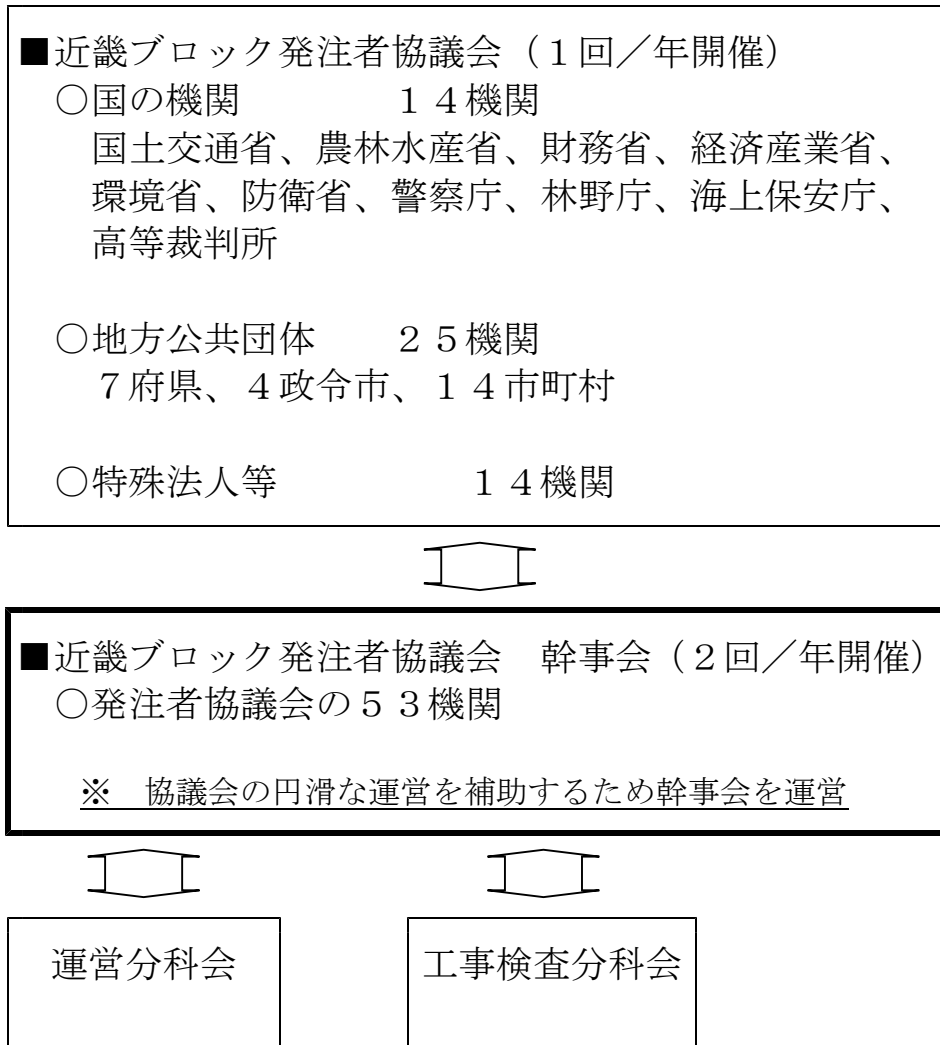 ■近畿ブロック発注者協議会（１回／年開催）
○国の機関　　　　１４機関
国土交通省、農林水産省、財務省、経済産業省、
環境省、防衛省、警察庁、林野庁、海上保安庁、
高等裁判所
○地方公共団体　　２５機関
７府県、４政令市、１４市町村
○特殊法人等　　　　　１４機関
■近畿ブロック発注者協議会　幹事会（２回／年開催）
○発注者協議会の５３機関
※　協議会の円滑な運営を補助するため幹事会を運営
運営分科会　　　　工事検査分科会